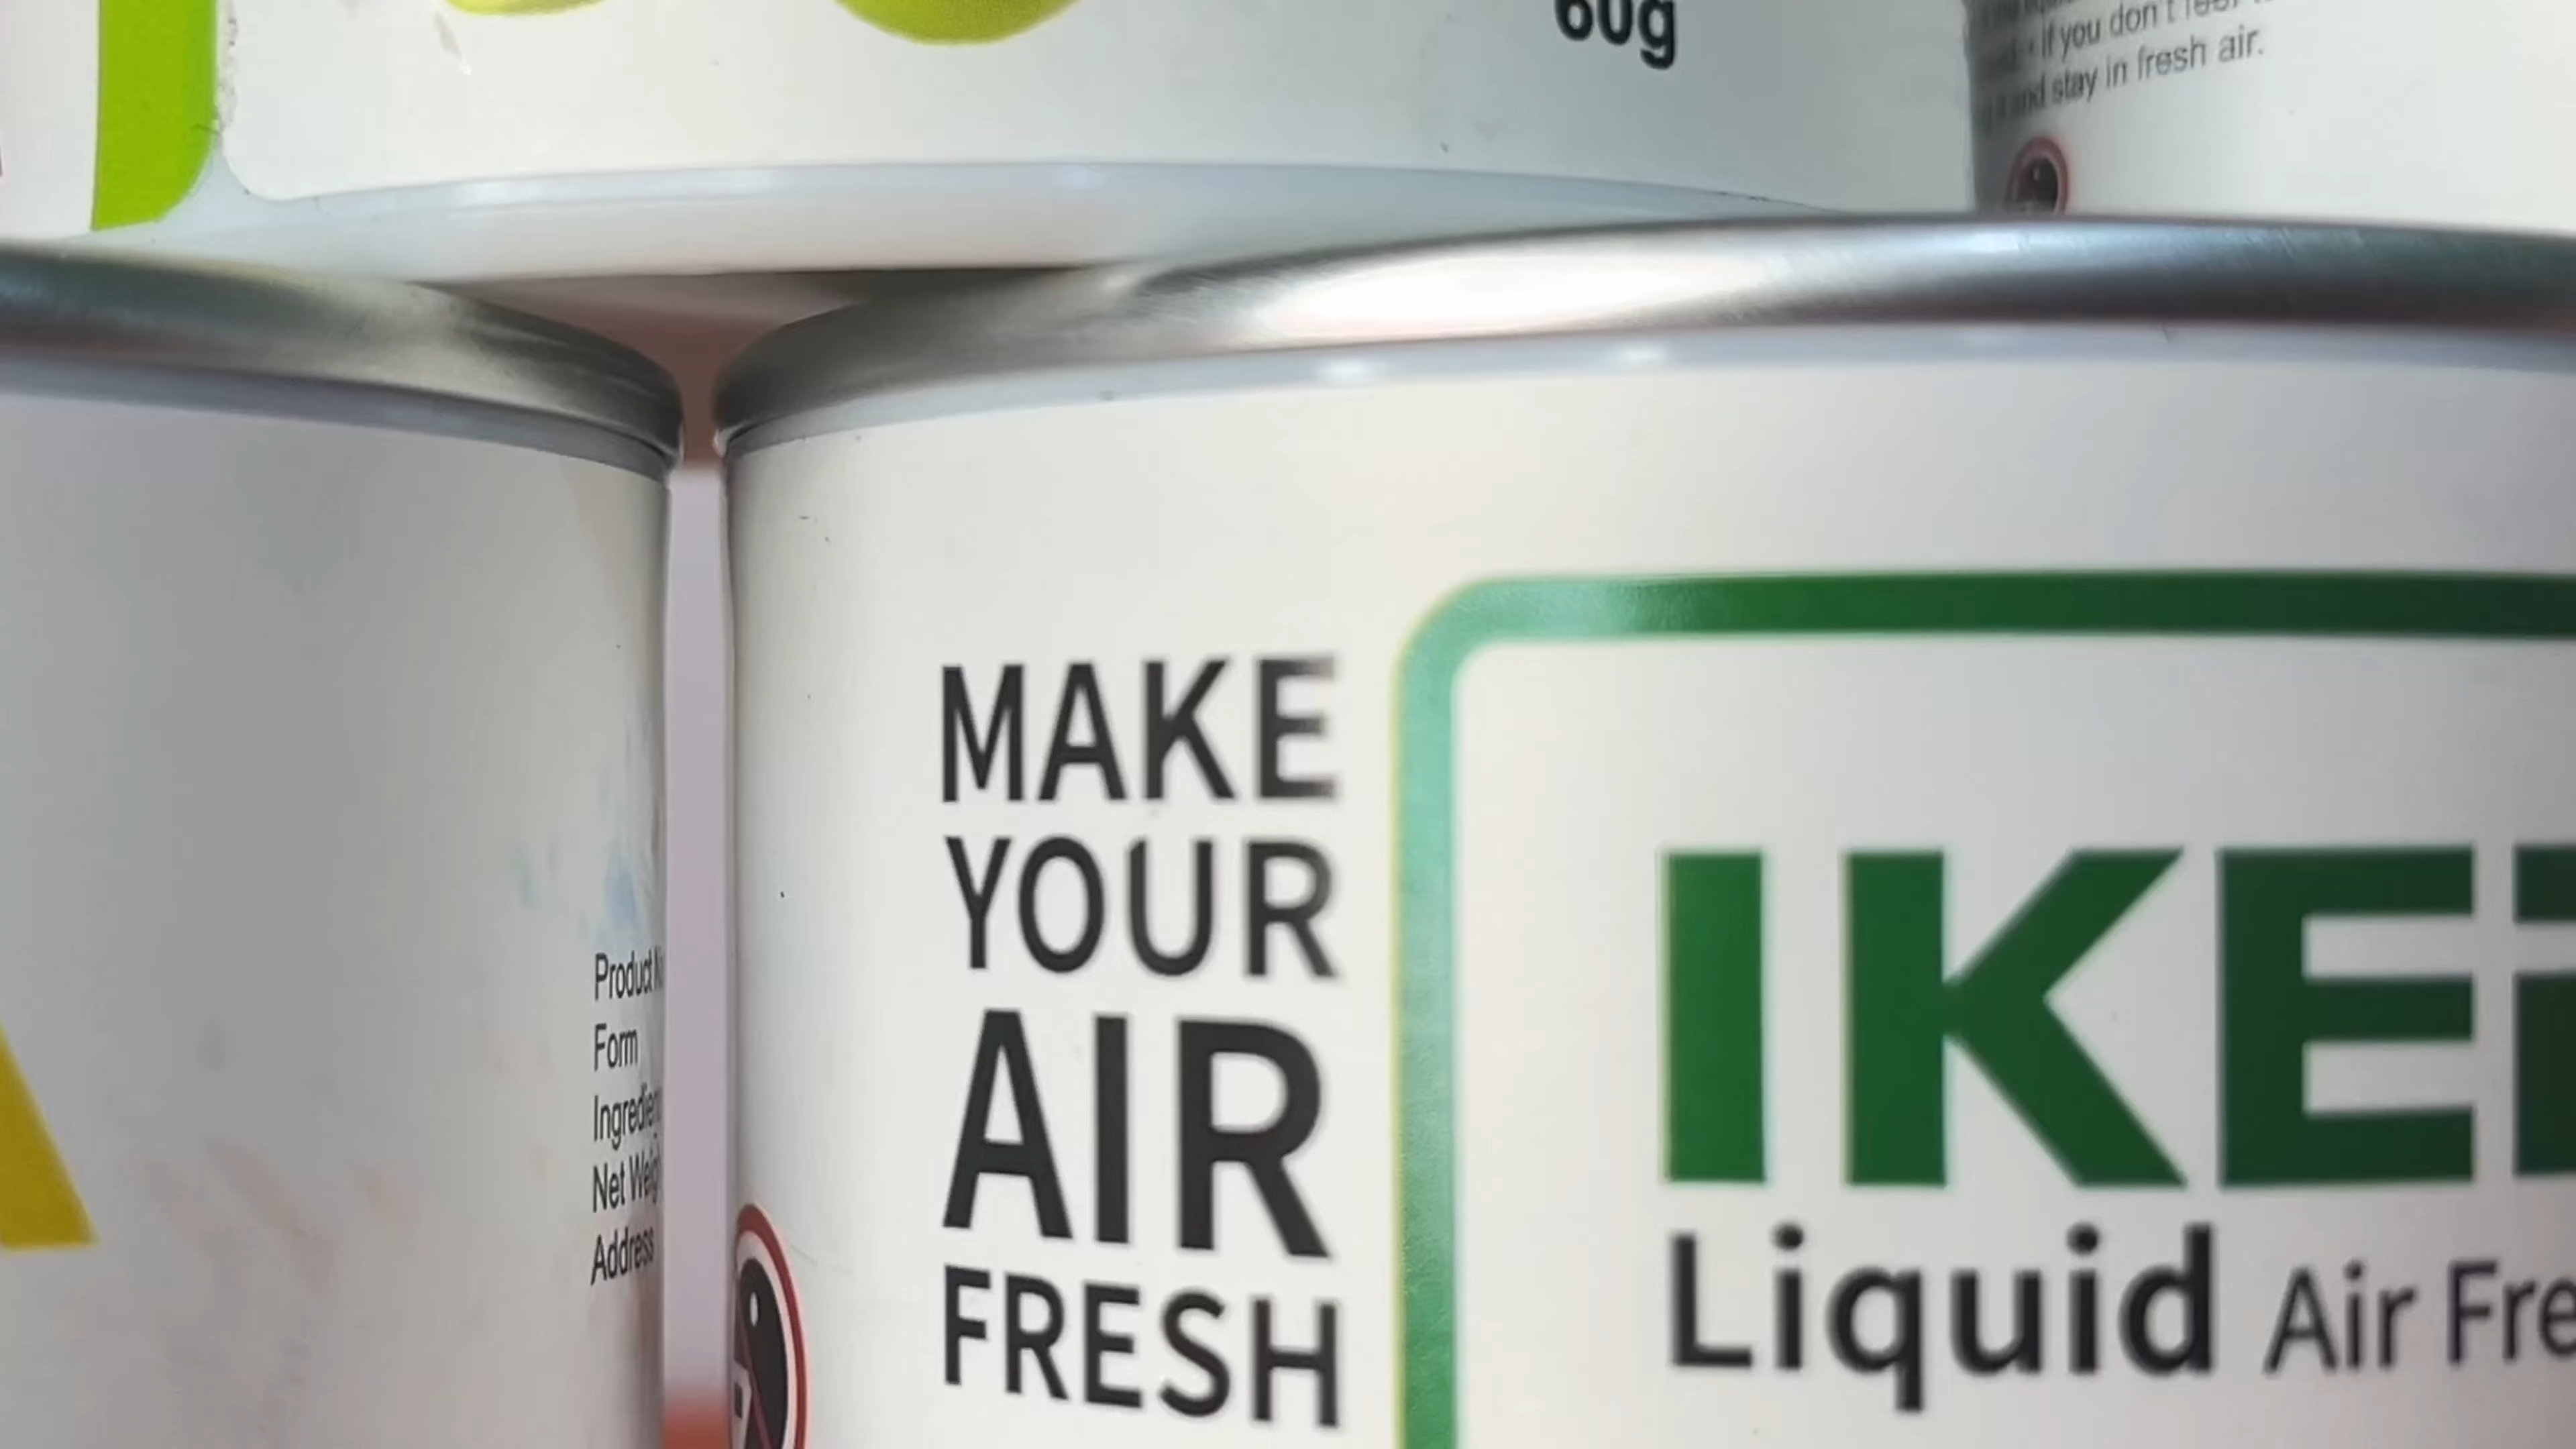 60g
if you don't feel
and stay in fresh air.
Product
Form
Net
Address
MAKE
YOUR
AIR
FRESH
IKE
Liquid Air Fre